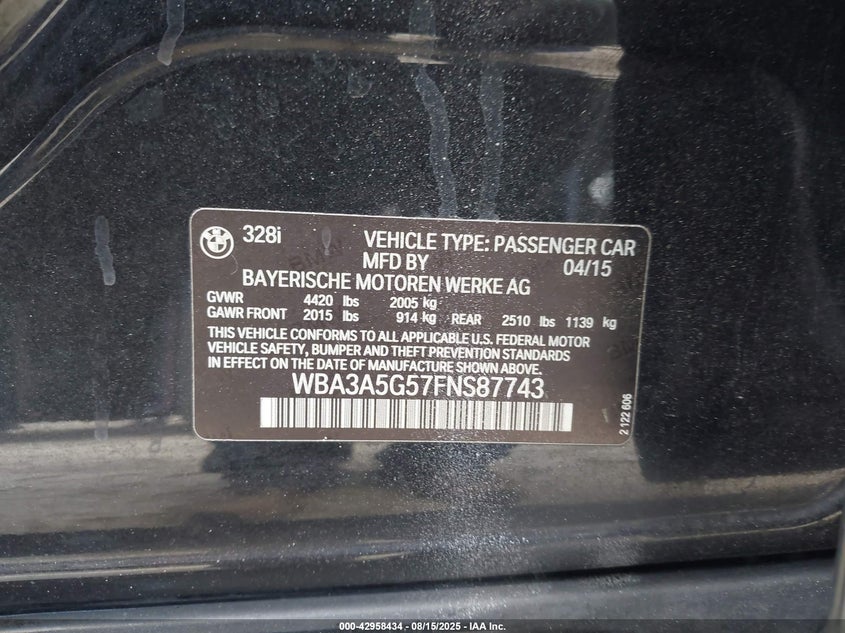 328i VEHICLE TYPE: PASSENGER CAR
MFD BY 04/15
BAYERISCHE MOTOREN WERKE AG
GVWR 4420 lbs 2005 kg
GAWR FRONT 2015 lbs 914 kg REAR 2510 lbs 1139 kg
THIS VEHICLE CONFORMS TO ALL APPLICABLE U.S. FEDERAL MOTOR
VEHICLE SAFETY, BUMPER AND THEFT PREVENTION STANDARDS
IN EFFECT ON THE DATE OF MANUFACTURE SHOWN ABOVE.
WBA3A5G57FNS87743
2 122 606
000-42958434 - 08/15/2025 - IAA Inc.